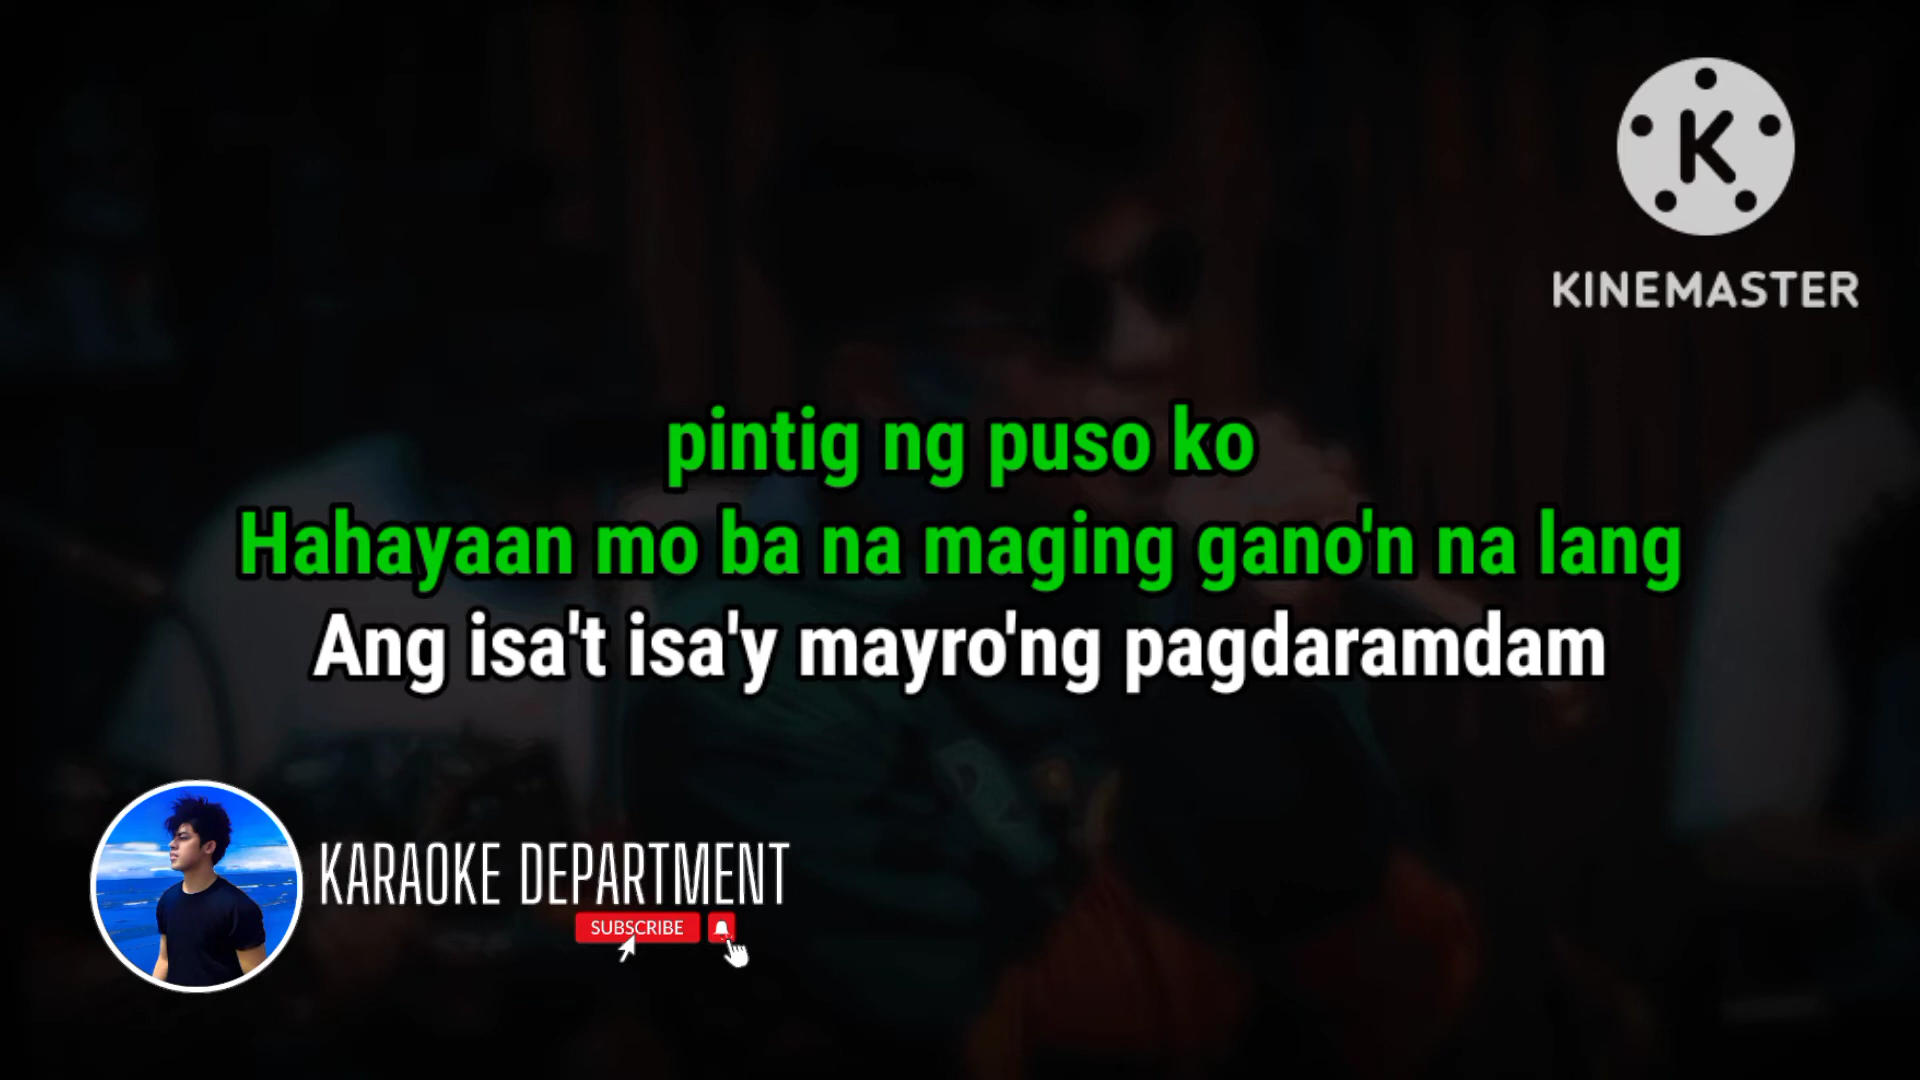 K
KINEMASTER
pintig ng puso ko
Hahayaan mo ba na maging gano'n na lang
Ang isa't isa'y mayro'ng pagdaramdam
KARAOKE DEPARTMENT
SUBSCRIBE